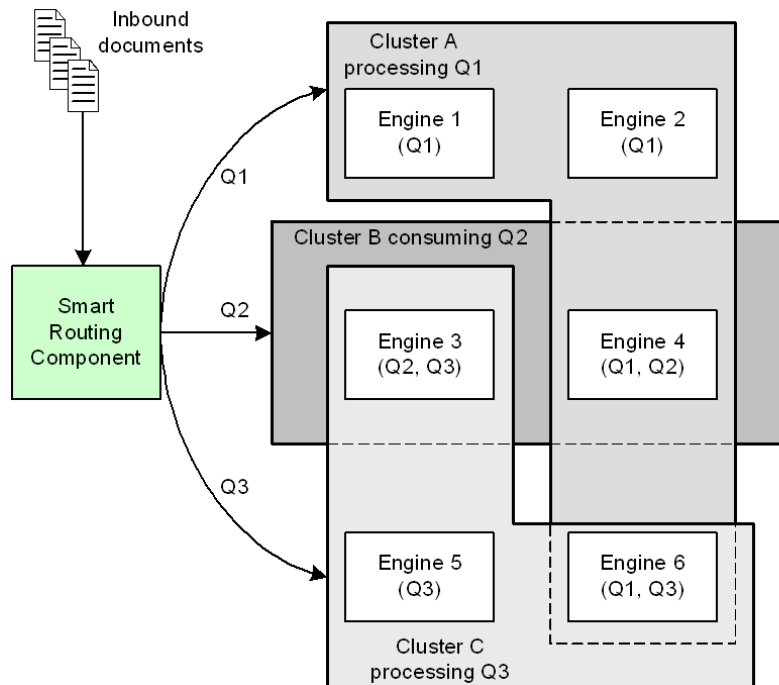 Inbound
documents
Cluster A
processing Q1
Engine 1
(Q1)
Engine 2
(Q1)
Q1
Cluster B consuming Q2
Smart
Routing
Component
Q2
Engine 3
(Q2, Q3)
Engine 4
(Q1, Q2)
Q3
Engine 5
(Q3)
Engine 6
(Q1, Q3)
Cluster C
processing Q3